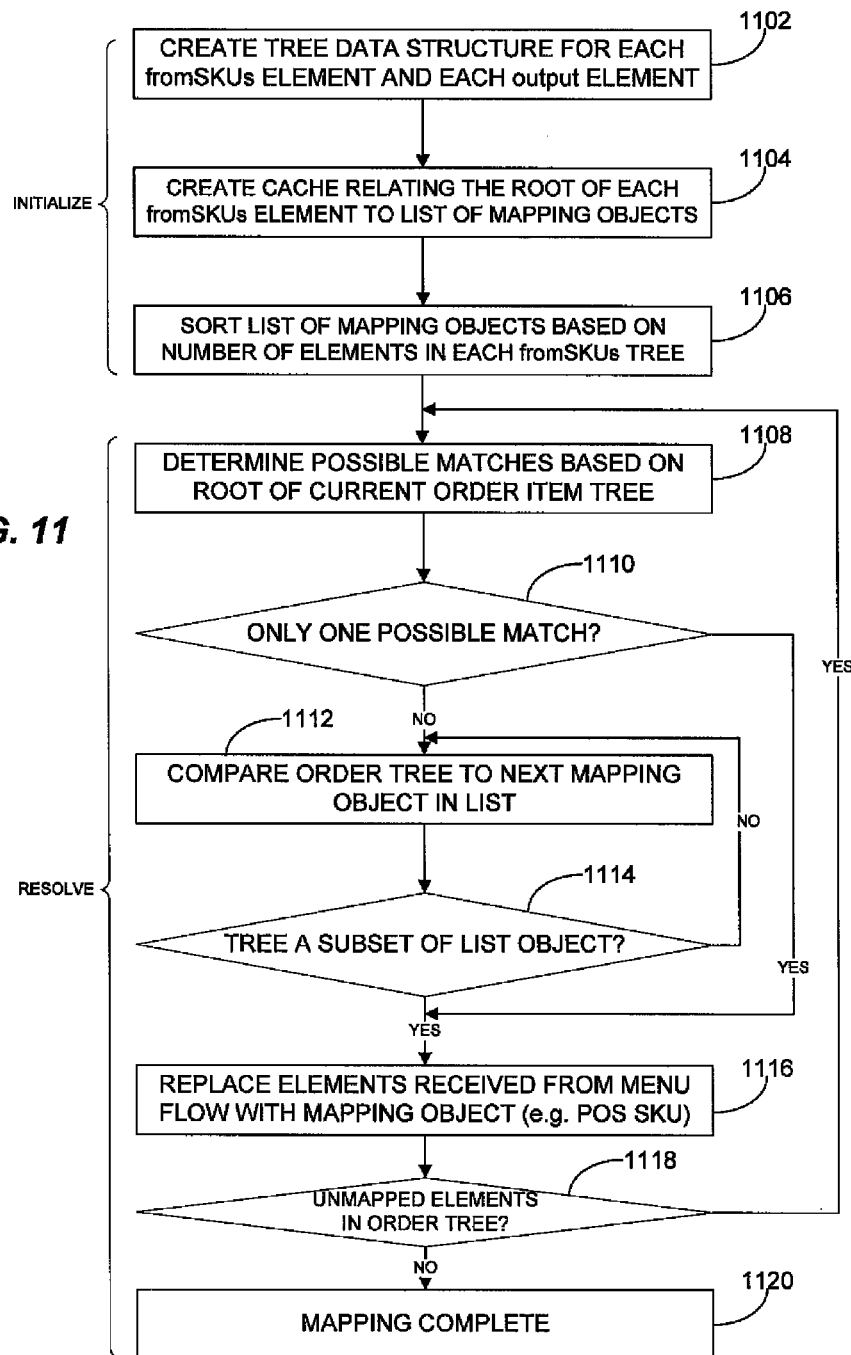 1102
CREATE TREE DATA STRUCTURE FOR EACH
fromSKUs ELEMENT AND EACH output ELEMENT
1104
INITIALIZE
CREATE CACHE RELATING THE ROOT OF EACH
fromSKUs ELEMENT TO LIST OF MAPPING OBJECTS
1106
SORT LIST OF MAPPING OBJECTS BASED ON
NUMBER OF ELEMENTS IN EACH fromSKUs TREE
1108
DETERMINE POSSIBLE MATCHES BASED ON
ROOT OF CURRENT ORDER ITEM TREE
G. 11
1110
ONLY ONE POSSIBLE MATCH?
YES
NO
1112
COMPARE ORDER TREE TO NEXT MAPPING
OBJECT IN LIST
NO
RESOLVE
1114
TREE A SUBSET OF LIST OBJECT?
YES
YES
1116
REPLACE ELEMENTS RECEIVED FROM MENU
FLOW WITH MAPPING OBJECT (e.g. POS SKU)
1118
UNMAPPED ELEMENTS
IN ORDER TREE?
NO
1120
MAPPING COMPLETE